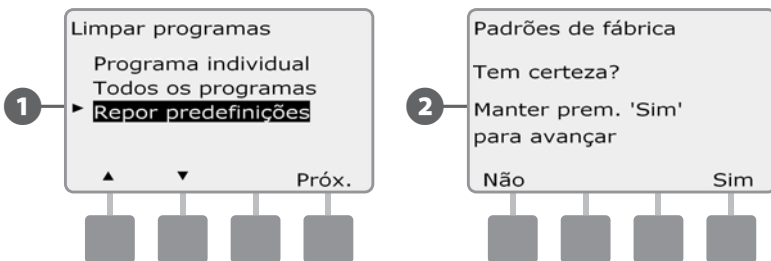 1
Limpar programas
Programa individual
Todos os programas
► Repor predefinições
▲ ▼ Próx.
2
Padrões de fábrica
Tem certeza?
Manter prem. 'Sim'
para avançar
Não Sim